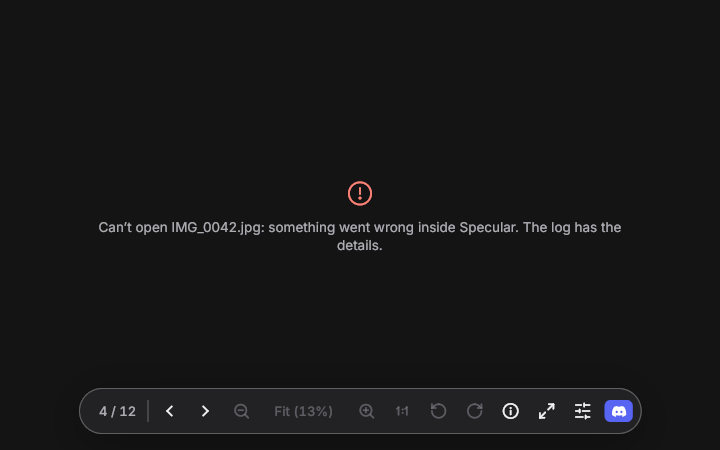 Can’t open IMG_0042.jpg: something went wrong inside Specular. The log has the
details.
4 / 12 Fit (13%) 1:1